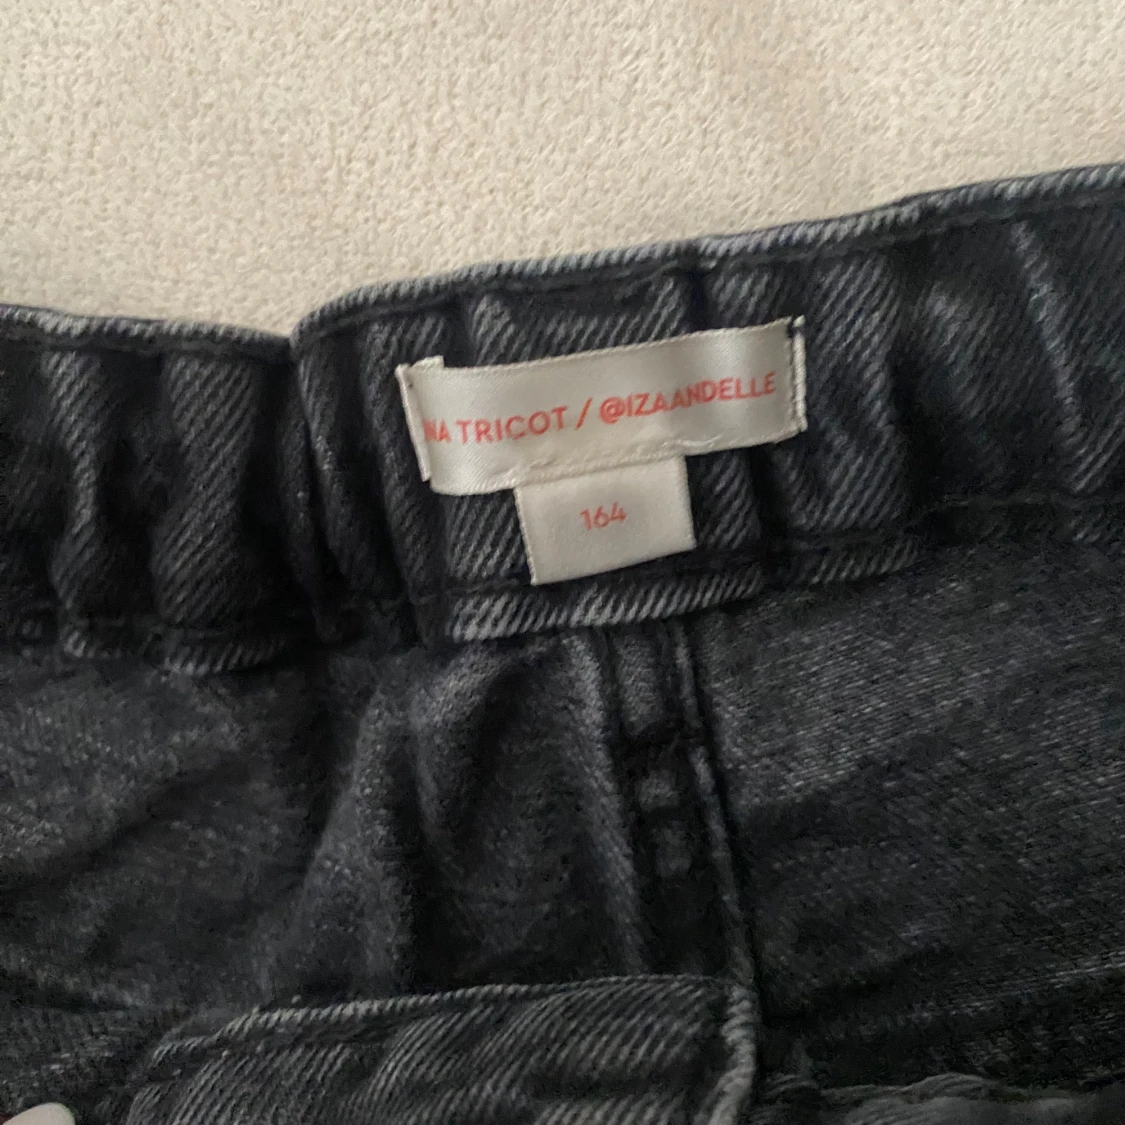 NA TRICOT / @IZAANDELLE
164